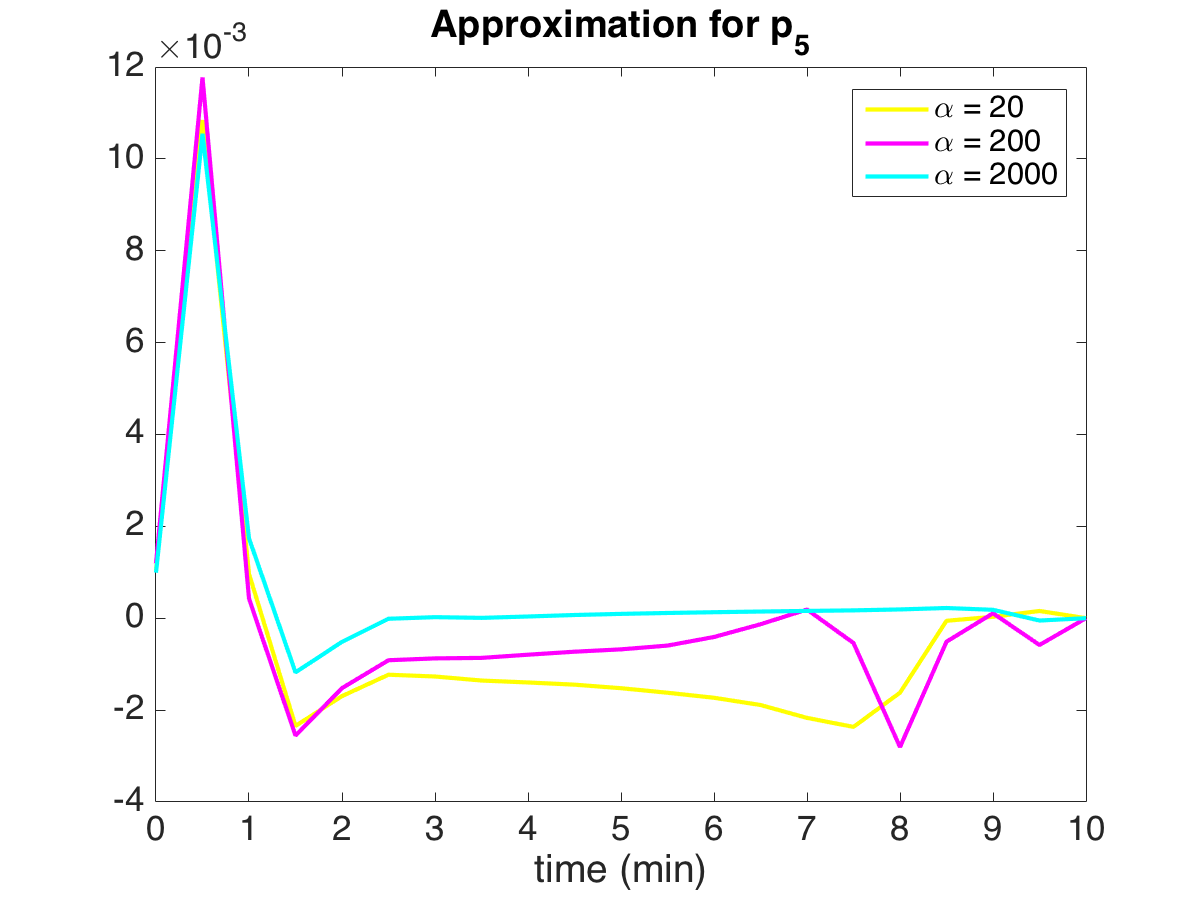 Approximation for p₅
×10⁻³
12
10
8
6
4
2
0
-2
-4
0 1 2 3 4 5 6 7 8 9 10
time (min)
α = 20
α = 200
α = 2000